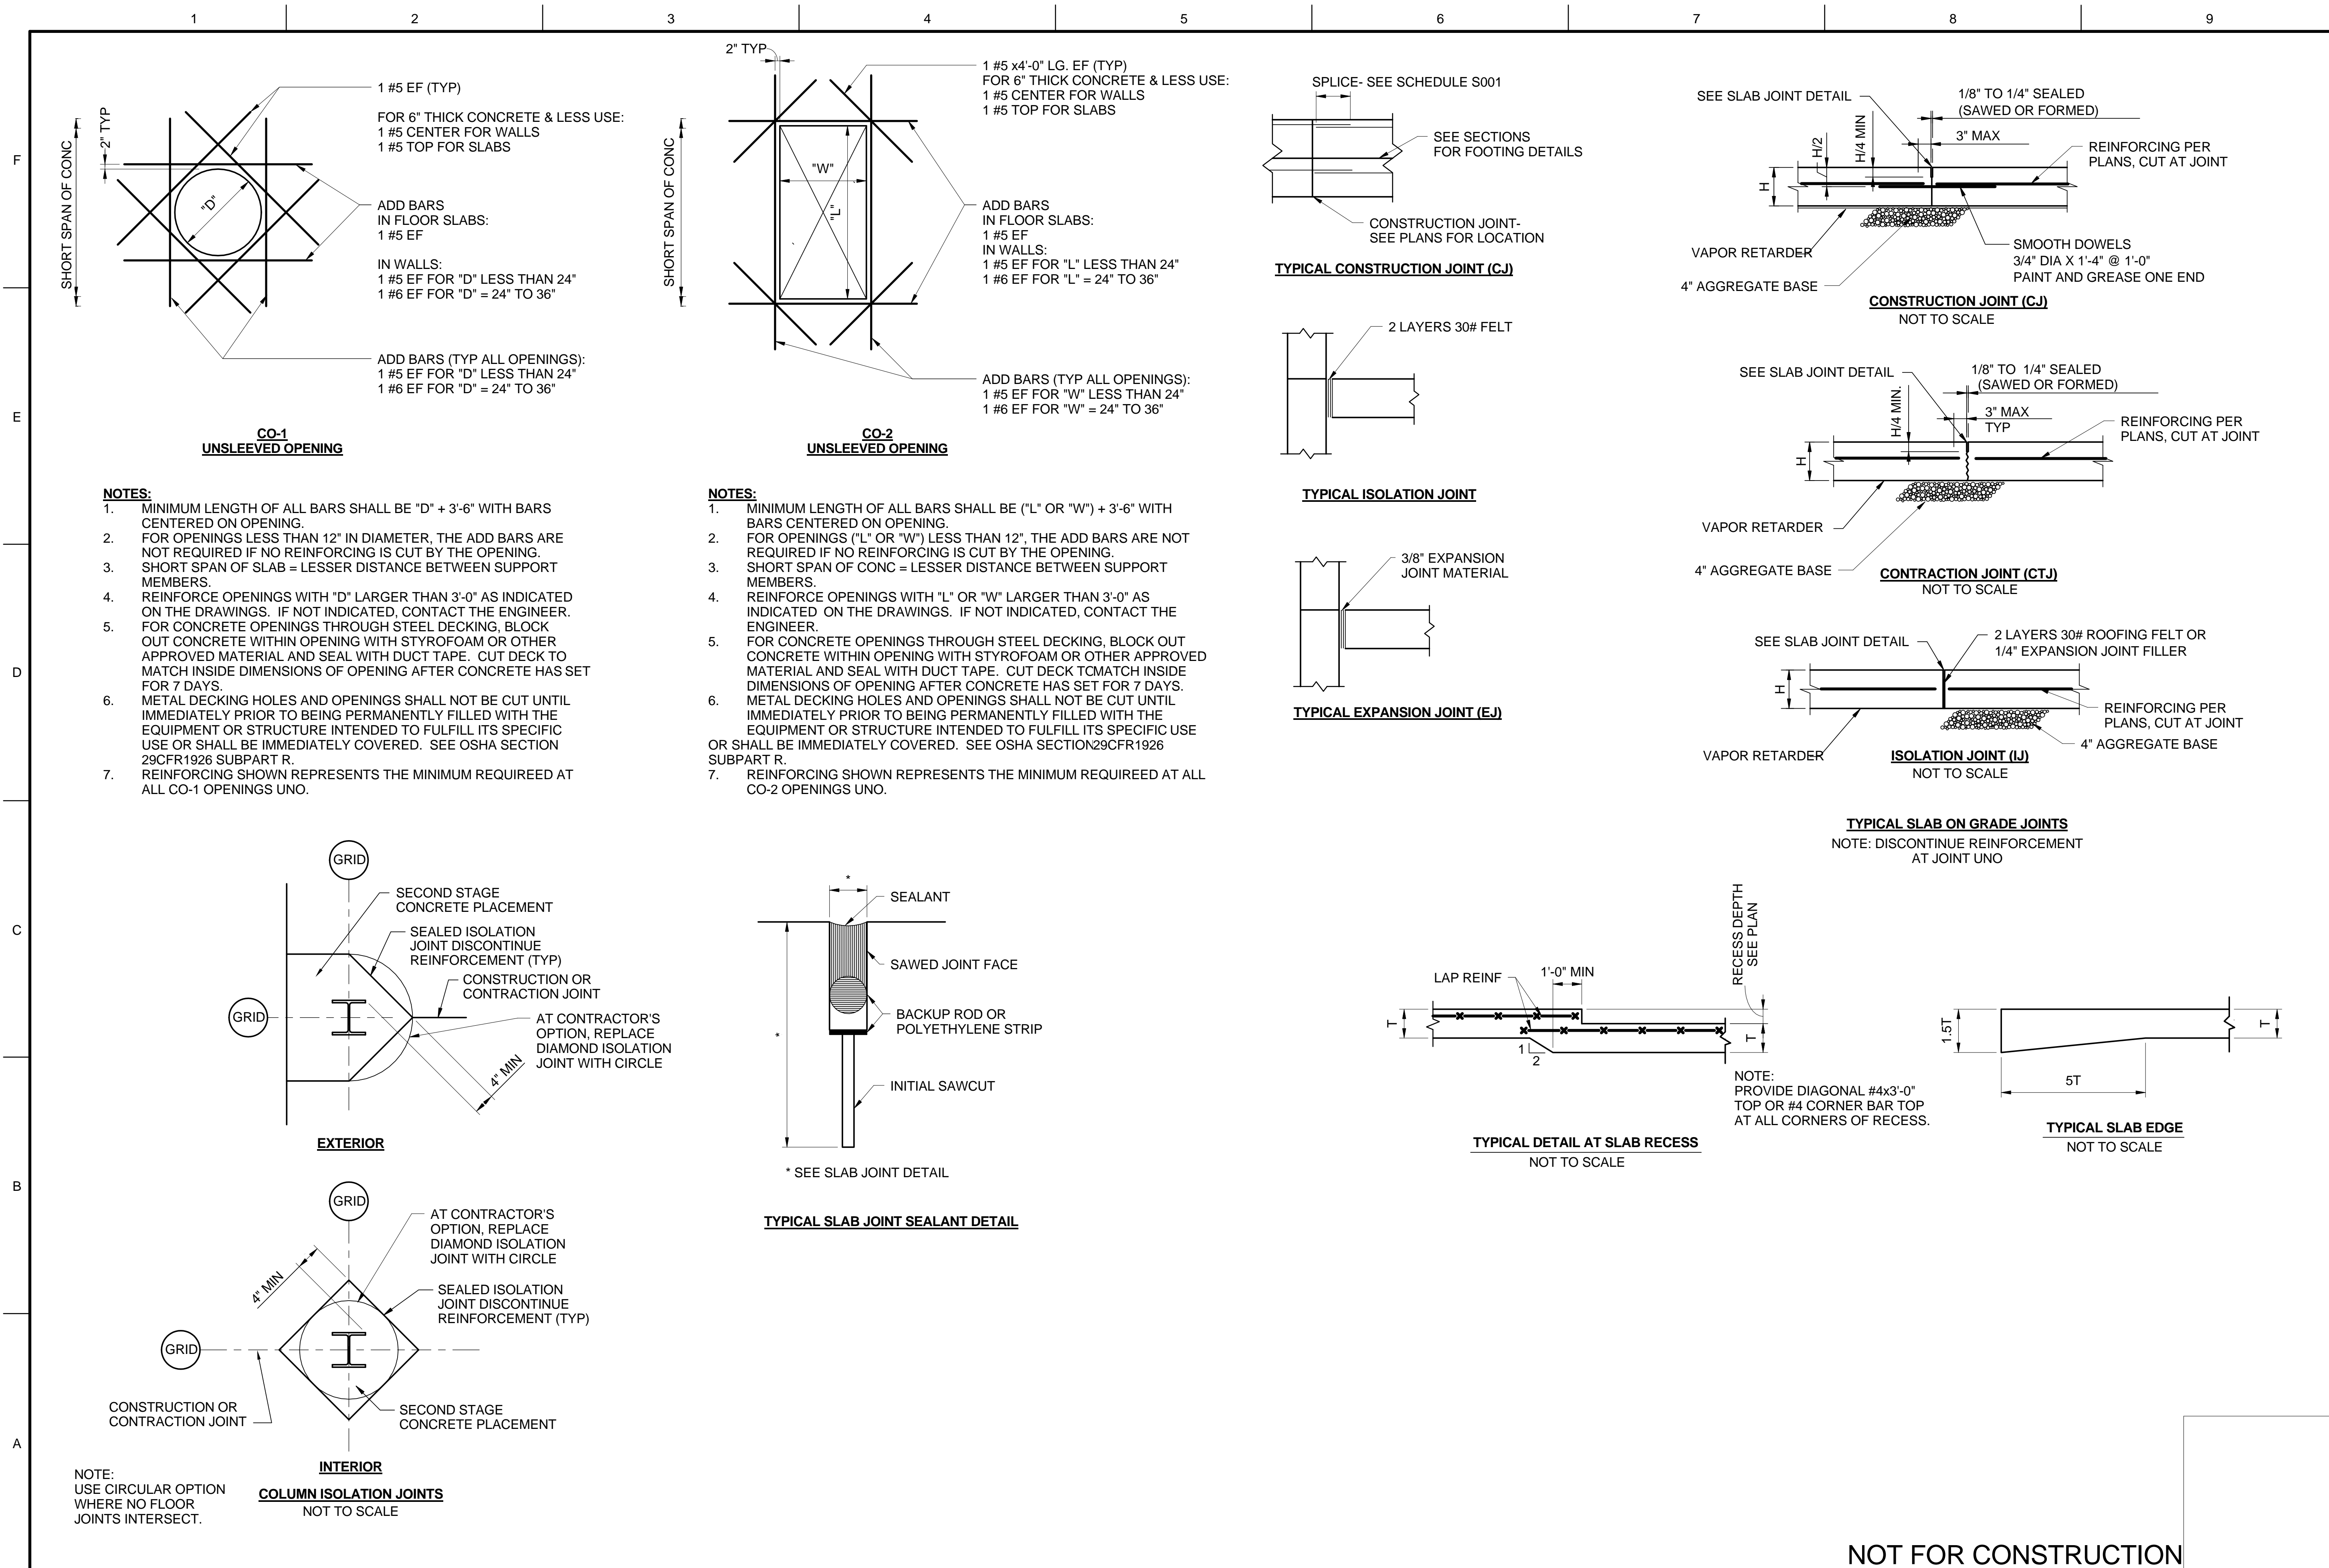 1 2 3 4 5 6 7 8 9
F
E
D
C
B
A
SHORT SPAN OF CONC
2" TYP
"D"
1 #5 EF (TYP)
FOR 6" THICK CONCRETE & LESS USE:
1 #5 CENTER FOR WALLS
1 #5 TOP FOR SLABS
ADD BARS
IN FLOOR SLABS:
1 #5 EF
IN WALLS:
1 #5 EF FOR "D" LESS THAN 24"
1 #6 EF FOR "D" = 24" TO 36"
ADD BARS (TYP ALL OPENINGS):
1 #5 EF FOR "D" LESS THAN 24"
1 #6 EF FOR "D" = 24" TO 36"
CO-1
UNSLEEVED OPENING
NOTES:
1. MINIMUM LENGTH OF ALL BARS SHALL BE "D" + 3'-6" WITH BARS
CENTERED ON OPENING.
2. FOR OPENINGS LESS THAN 12" IN DIAMETER, THE ADD BARS ARE
NOT REQUIRED IF NO REINFORCING IS CUT BY THE OPENING.
3. SHORT SPAN OF SLAB = LESSER DISTANCE BETWEEN SUPPORT
MEMBERS.
4. REINFORCE OPENINGS WITH "D" LARGER THAN 3'-0" AS INDICATED
ON THE DRAWINGS. IF NOT INDICATED, CONTACT THE ENGINEER.
5. FOR CONCRETE OPENINGS THROUGH STEEL DECKING, BLOCK
OUT CONCRETE WITHIN OPENING WITH STYROFOAM OR OTHER
APPROVED MATERIAL AND SEAL WITH DUCT TAPE. CUT DECK TO
MATCH INSIDE DIMENSIONS OF OPENING AFTER CONCRETE HAS SET
FOR 7 DAYS.
6. METAL DECKING HOLES AND OPENINGS SHALL NOT BE CUT UNTIL
IMMEDIATELY PRIOR TO BEING PERMANENTLY FILLED WITH THE
EQUIPMENT OR STRUCTURE INTENDED TO FULFILL ITS SPECIFIC
USE OR SHALL BE IMMEDIATELY COVERED. SEE OSHA SECTION
29CFR1926 SUBPART R.
7. REINFORCING SHOWN REPRESENTS THE MINIMUM REQUIREED AT
ALL CO-1 OPENINGS UNO.
2" TYP
SHORT SPAN OF CONC
"W"
"L"
1 #5 x4'-0" LG. EF (TYP)
FOR 6" THICK CONCRETE & LESS USE:
1 #5 CENTER FOR WALLS
1 #5 TOP FOR SLABS
ADD BARS
IN FLOOR SLABS:
1 #5 EF
IN WALLS:
1 #5 EF FOR "L" LESS THAN 24"
1 #6 EF FOR "L" = 24" TO 36"
ADD BARS (TYP ALL OPENINGS):
1 #5 EF FOR "W" LESS THAN 24"
1 #6 EF FOR "W" = 24" TO 36"
CO-2
UNSLEEVED OPENING
NOTES:
1. MINIMUM LENGTH OF ALL BARS SHALL BE ("L" OR "W") + 3'-6" WITH
BARS CENTERED ON OPENING.
2. FOR OPENINGS ("L" OR "W") LESS THAN 12", THE ADD BARS ARE NOT
REQUIRED IF NO REINFORCING IS CUT BY THE OPENING.
3. SHORT SPAN OF CONC = LESSER DISTANCE BETWEEN SUPPORT
MEMBERS.
4. REINFORCE OPENINGS WITH "L" OR "W" LARGER THAN 3'-0" AS
INDICATED ON THE DRAWINGS. IF NOT INDICATED, CONTACT THE
ENGINEER.
5. FOR CONCRETE OPENINGS THROUGH STEEL DECKING, BLOCK OUT
CONCRETE WITHIN OPENING WITH STYROFOAM OR OTHER APPROVED
MATERIAL AND SEAL WITH DUCT TAPE. CUT DECK TCMATCH INSIDE
DIMENSIONS OF OPENING AFTER CONCRETE HAS SET FOR 7 DAYS.
6. METAL DECKING HOLES AND OPENINGS SHALL NOT BE CUT UNTIL
IMMEDIATELY PRIOR TO BEING PERMANENTLY FILLED WITH THE
EQUIPMENT OR STRUCTURE INTENDED TO FULFILL ITS SPECIFIC USE
OR SHALL BE IMMEDIATELY COVERED. SEE OSHA SECTION29CFR1926
SUBPART R.
7. REINFORCING SHOWN REPRESENTS THE MINIMUM REQUIREED AT ALL
CO-2 OPENINGS UNO.
SPLICE- SEE SCHEDULE S001
SEE SECTIONS
FOR FOOTING DETAILS
CONSTRUCTION JOINT-
SEE PLANS FOR LOCATION
TYPICAL CONSTRUCTION JOINT (CJ)
2 LAYERS 30# FELT
TYPICAL ISOLATION JOINT
3/8" EXPANSION
JOINT MATERIAL
TYPICAL EXPANSION JOINT (EJ)
SEE SLAB JOINT DETAIL
1/8" TO 1/4" SEALED
(SAWED OR FORMED)
3" MAX
H/2
H/4 MIN
H
REINFORCING PER
PLANS, CUT AT JOINT
VAPOR RETARDER
SMOOTH DOWELS
3/4" DIA X 1'-4" @ 1'-0"
PAINT AND GREASE ONE END
4" AGGREGATE BASE
CONSTRUCTION JOINT (CJ)
NOT TO SCALE
SEE SLAB JOINT DETAIL
1/8" TO 1/4" SEALED
(SAWED OR FORMED)
H/4 MIN.
3" MAX
TYP
H
REINFORCING PER
PLANS, CUT AT JOINT
VAPOR RETARDER
4" AGGREGATE BASE
CONTRACTION JOINT (CTJ)
NOT TO SCALE
SEE SLAB JOINT DETAIL
2 LAYERS 30# ROOFING FELT OR
1/4" EXPANSION JOINT FILLER
H
REINFORCING PER
PLANS, CUT AT JOINT
4" AGGREGATE BASE
VAPOR RETARDER
ISOLATION JOINT (IJ)
NOT TO SCALE
TYPICAL SLAB ON GRADE JOINTS
NOTE: DISCONTINUE REINFORCEMENT
AT JOINT UNO
GRID
SECOND STAGE
CONCRETE PLACEMENT
SEALED ISOLATION
JOINT DISCONTINUE
REINFORCEMENT (TYP)
CONSTRUCTION OR
CONTRACTION JOINT
GRID
AT CONTRACTOR'S
OPTION, REPLACE
DIAMOND ISOLATION
JOINT WITH CIRCLE
4" MIN
EXTERIOR
GRID
AT CONTRACTOR'S
OPTION, REPLACE
DIAMOND ISOLATION
JOINT WITH CIRCLE
4" MIN
SEALED ISOLATION
JOINT DISCONTINUE
REINFORCEMENT (TYP)
GRID
CONSTRUCTION OR
CONTRACTION JOINT
SECOND STAGE
CONCRETE PLACEMENT
INTERIOR
COLUMN ISOLATION JOINTS
NOT TO SCALE
NOTE:
USE CIRCULAR OPTION
WHERE NO FLOOR
JOINTS INTERSECT.
*
SEALANT
SAWED JOINT FACE
BACKUP ROD OR
POLYETHYLENE STRIP
*
INITIAL SAWCUT
* SEE SLAB JOINT DETAIL
TYPICAL SLAB JOINT SEALANT DETAIL
RECESS DEPTH
SEE PLAN
LAP REINF
1'-0" MIN
T
T
1
2
NOTE:
PROVIDE DIAGONAL #4x3'-0"
TOP OR #4 CORNER BAR TOP
AT ALL CORNERS OF RECESS.
TYPICAL DETAIL AT SLAB RECESS
NOT TO SCALE
1.5T
T
5T
TYPICAL SLAB EDGE
NOT TO SCALE
NOT FOR CONSTRUCTION